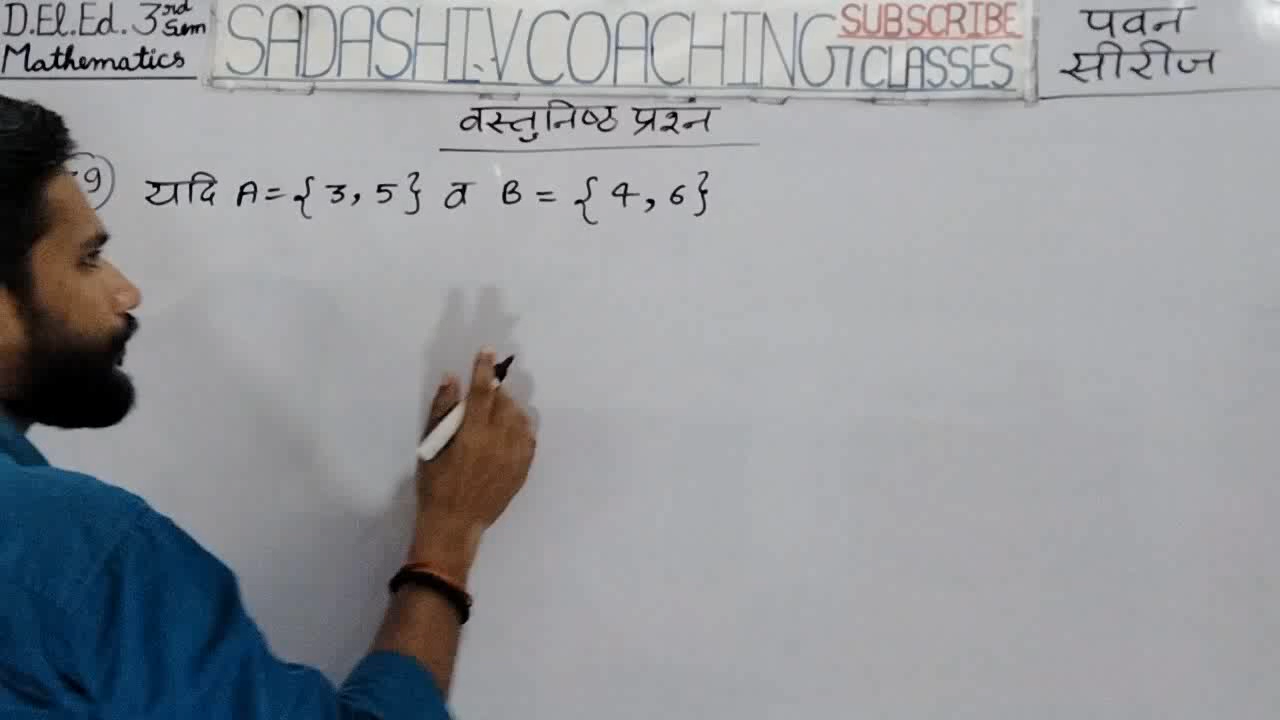 D.El.Ed. 3rd Sem
Mathematics
SADASHIV COACHING CLASSES
SUBSCRIBE
पवन
सीरीज
वस्तुनिष्ठ प्रश्न
यदि A = {3, 5} व B = {4, 6}